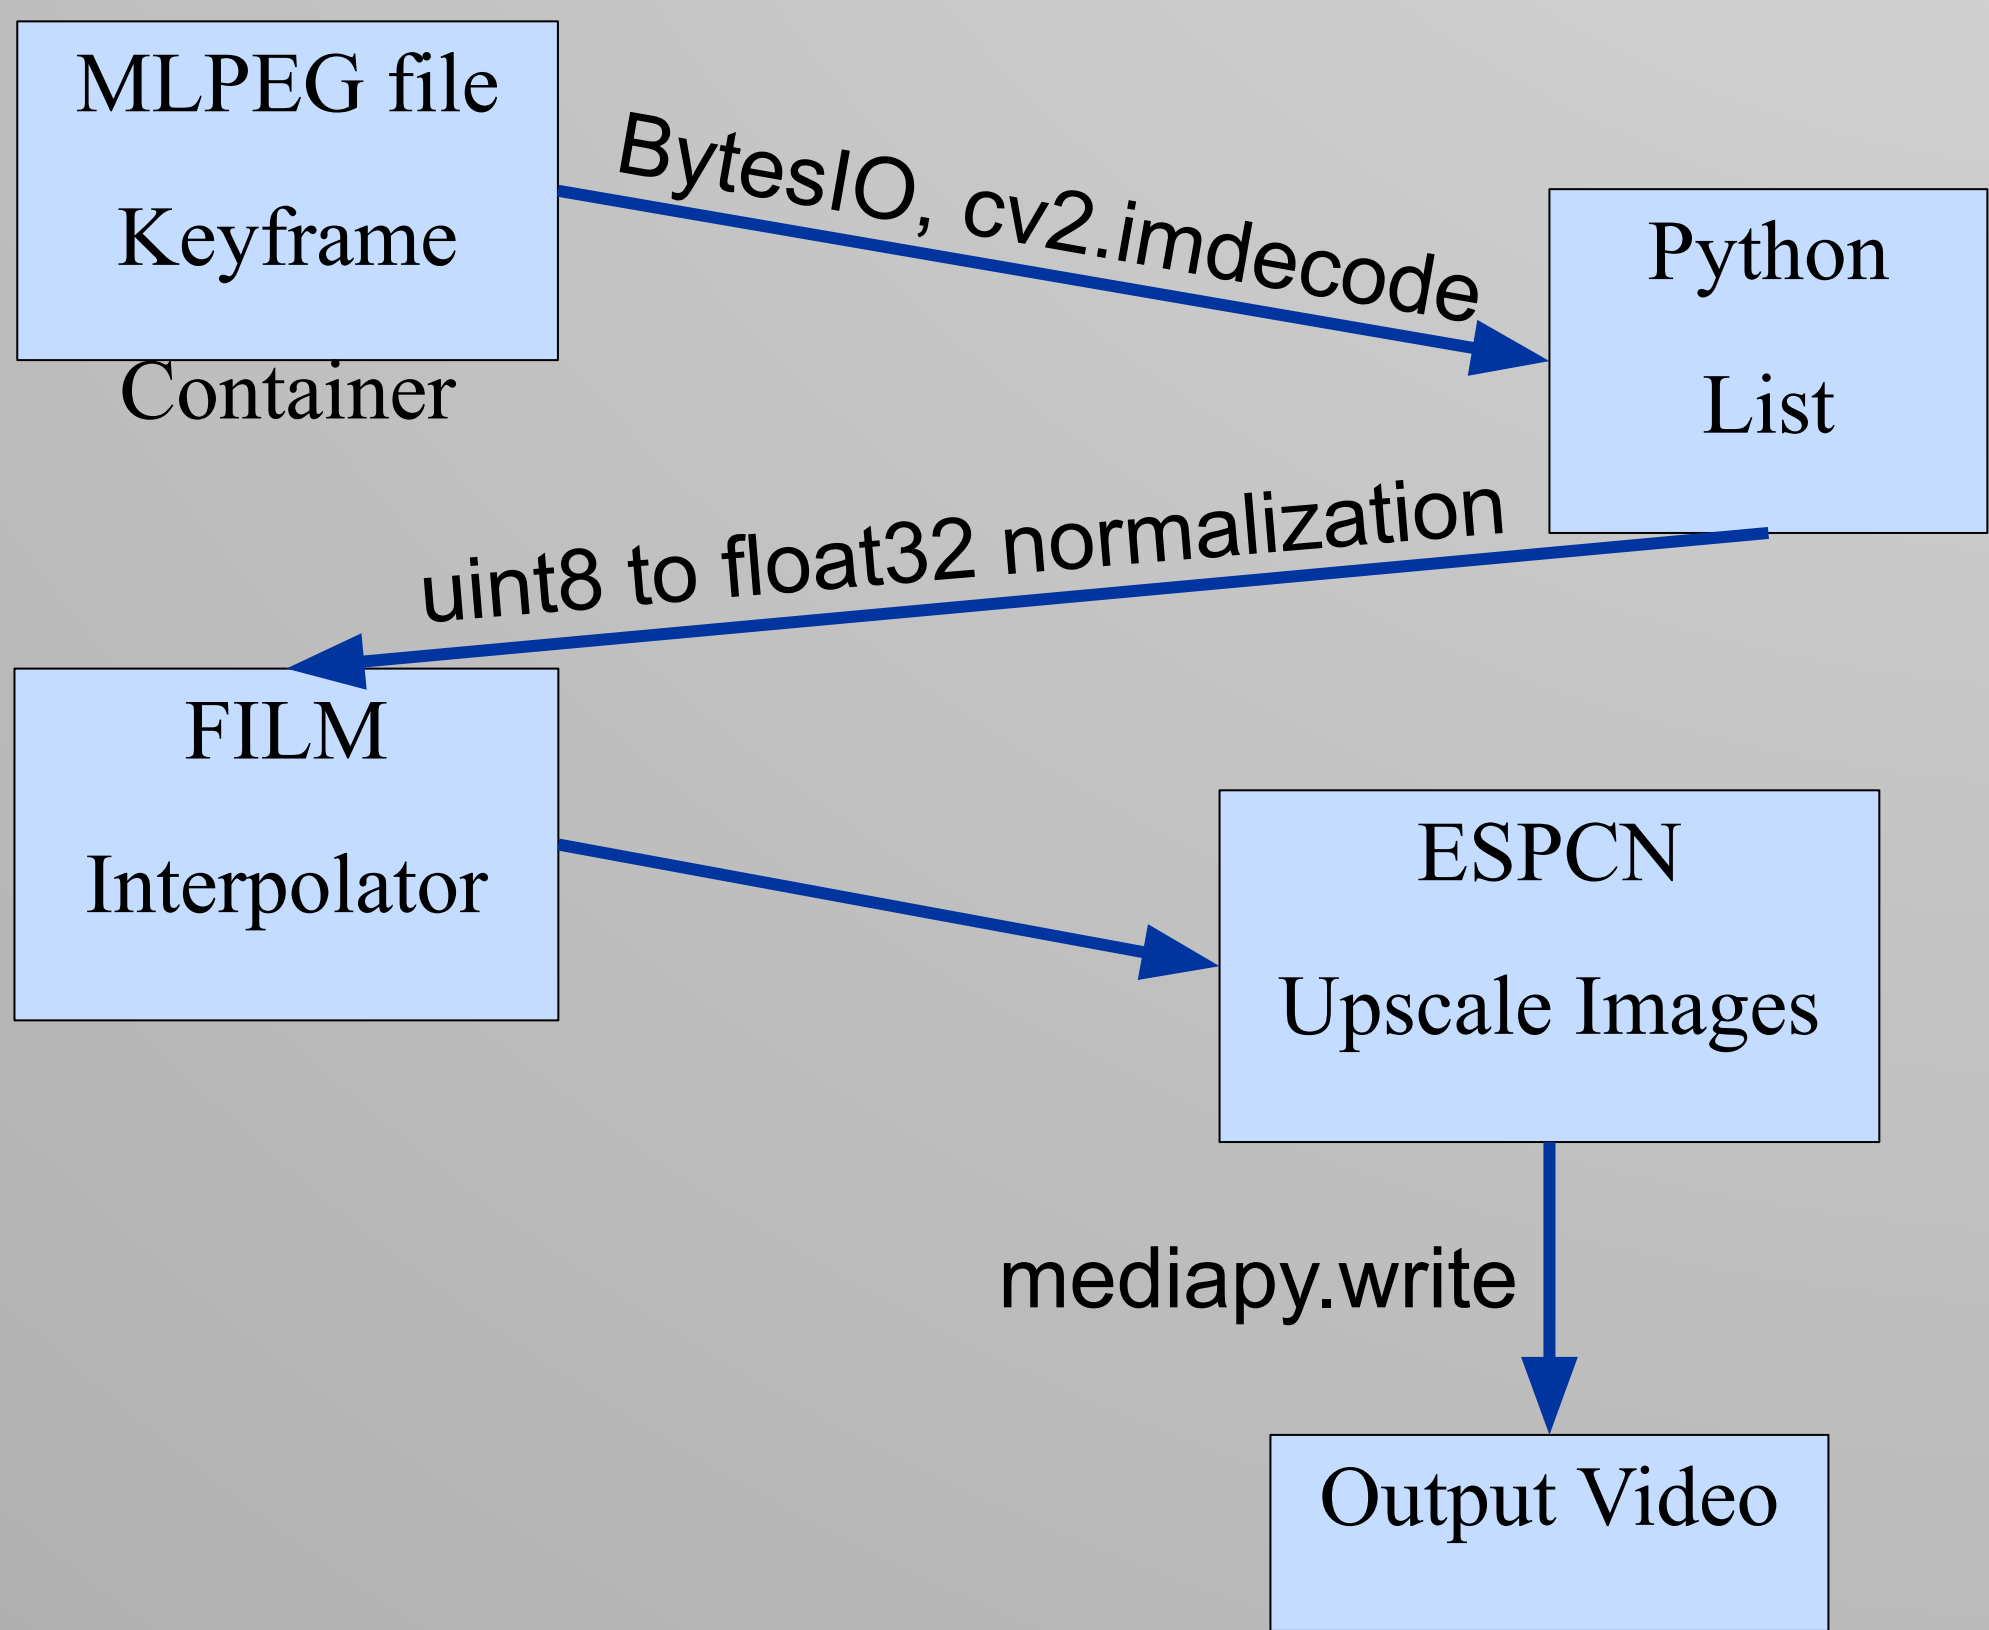 MLPEG file
Keyframe
Container
BytesIO, cv2.imdecode
Python
List
uint8 to float32 normalization
FILM
Interpolator
ESPCN
Upscale Images
mediapy.write
Output Video